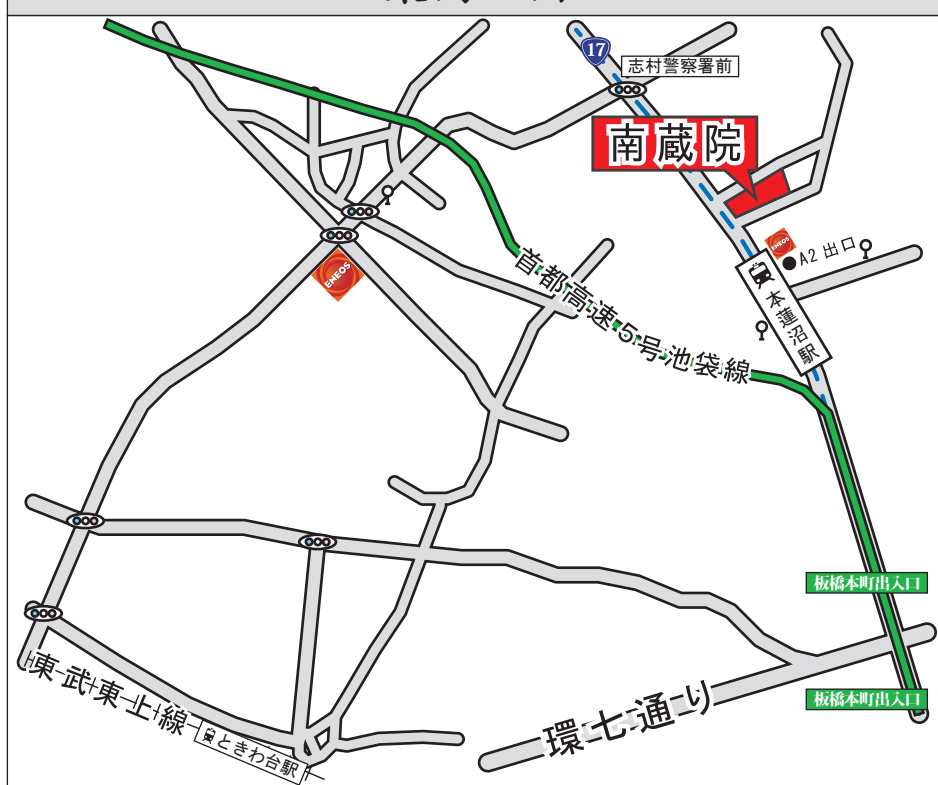 17
志村警察署前
南蔵院
ENEOS
A2 出口
ENEOS
本蓮沼駅
首都高速5号池袋線
板橋本町出入口
板橋本町出入口
環七通り
東武東上線
ときわ台駅